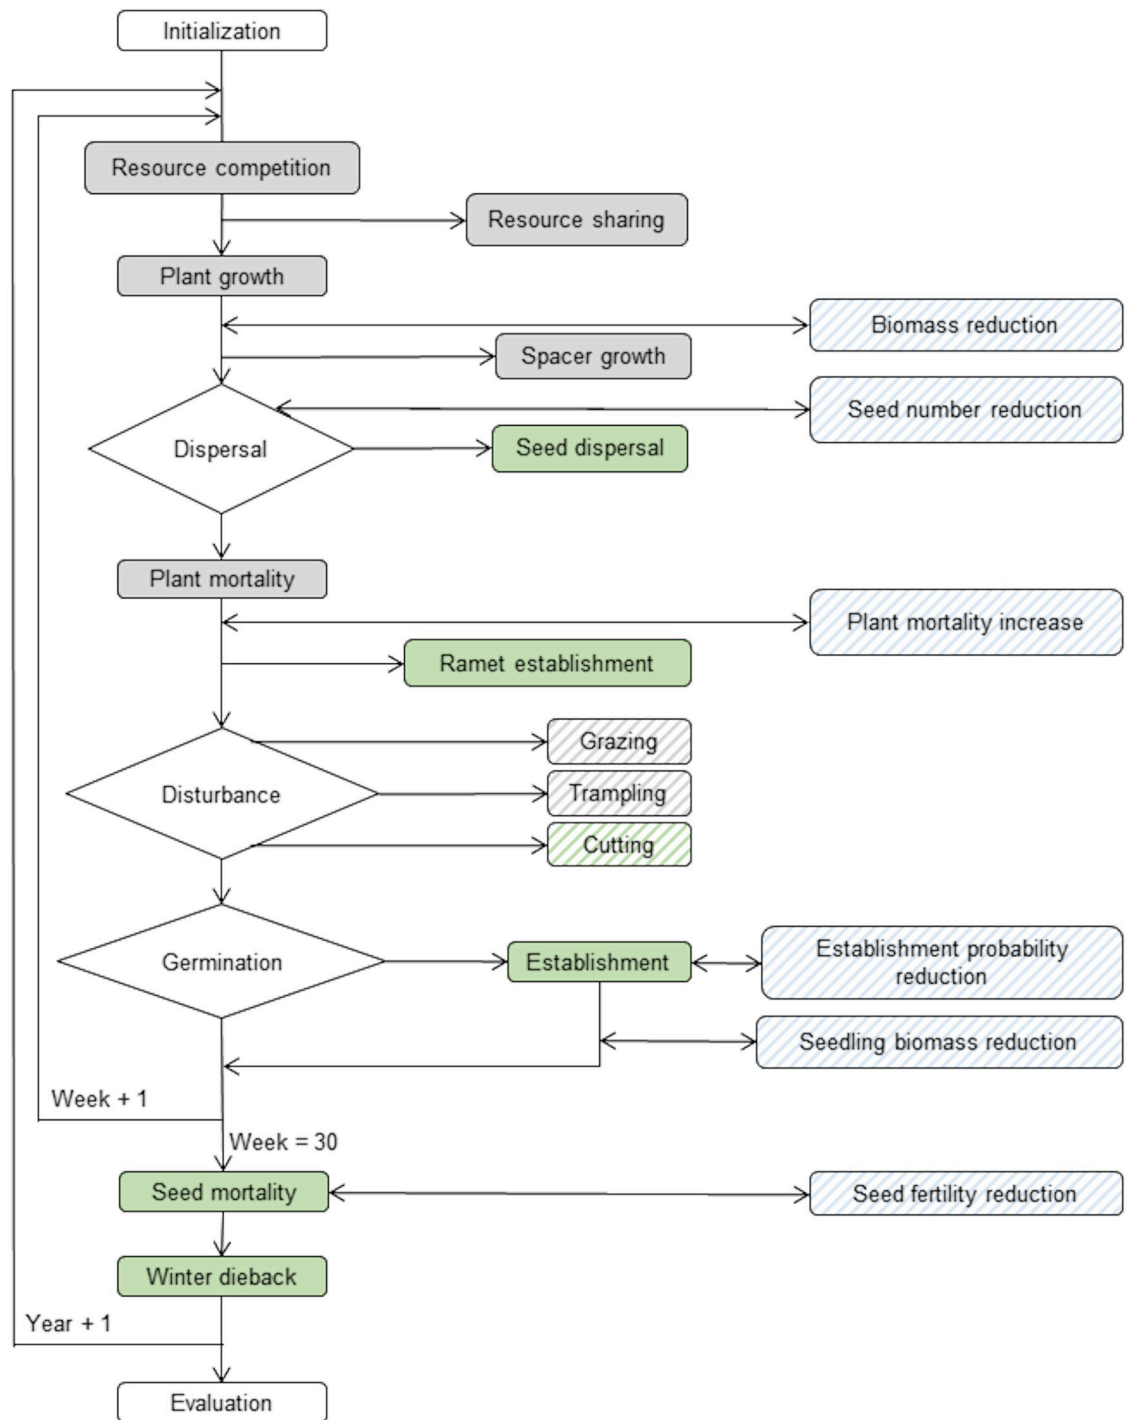 Initialization
Resource competition
Resource sharing
Plant growth
Biomass reduction
Spacer growth
Seed number reduction
Dispersal
Seed dispersal
Plant mortality
Plant mortality increase
Ramet establishment
Grazing
Disturbance
Trampling
Cutting
Germination
Establishment
Establishment probability
reduction
Seedling biomass reduction
Week + 1
Week = 30
Seed mortality
Seed fertility reduction
Winter dieback
Year + 1
Evaluation